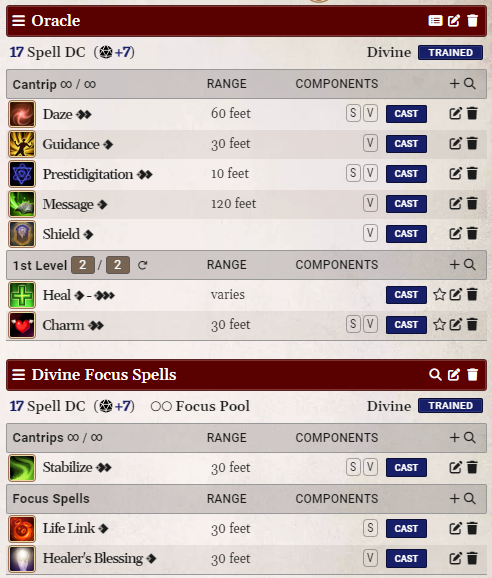 Oracle
17 Spell DC (+7) Divine TRAINED
Cantrip ∞ / ∞ RANGE COMPONENTS
Daze 60 feet S V CAST
Guidance 30 feet V CAST
Prestidigitation 10 feet S V CAST
Message 120 feet V CAST
Shield V CAST
1st Level 2 / 2 RANGE COMPONENTS
Heal - varies CAST
Charm 30 feet S V CAST
Divine Focus Spells
17 Spell DC (+7) Focus Pool Divine TRAINED
Cantrips ∞ / ∞ RANGE COMPONENTS
Stabilize 30 feet S V CAST
Focus Spells RANGE COMPONENTS
Life Link 30 feet S CAST
Healer's Blessing 30 feet V CAST